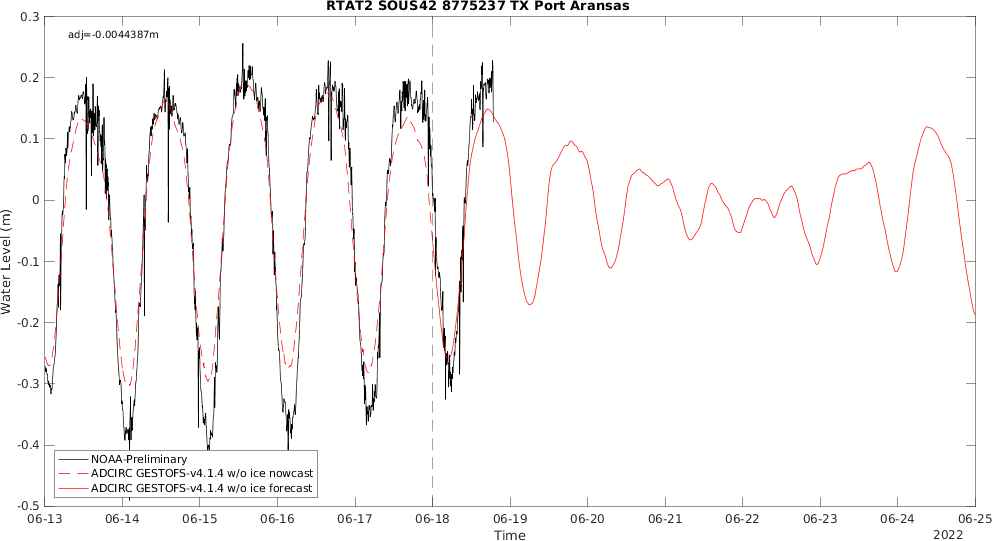 RTAT2 SOUS42 8775237 TX Port Aransas
adj=-0.0044387m
0.3
0.2
0.1
0
-0.1
-0.2
-0.3
-0.4
-0.5
Water Level (m)
NOAA-Preliminary
ADCIRC GESTOFS-v4.1.4 w/o ice nowcast
ADCIRC GESTOFS-v4.1.4 w/o ice forecast
06-13 06-14 06-15 06-16 06-17 06-18 06-19 06-20 06-21 06-22 06-23 06-24 06-25
Time
2022